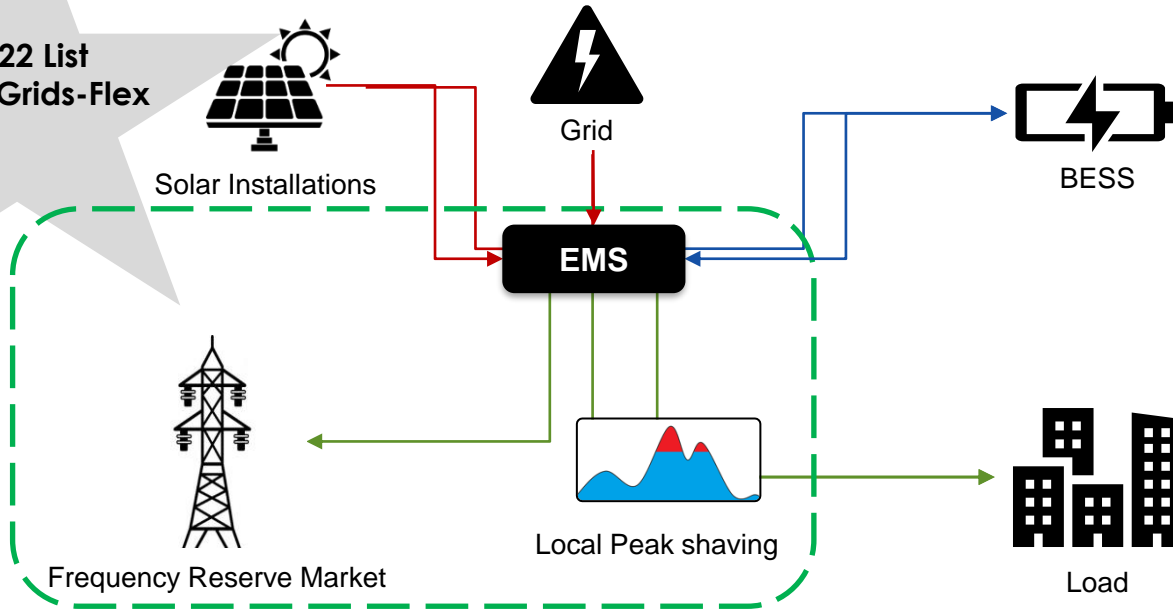 22 List
Grids-Flex
Grid
Solar Installations
BESS
EMS
Local Peak shaving
Frequency Reserve Market
Load